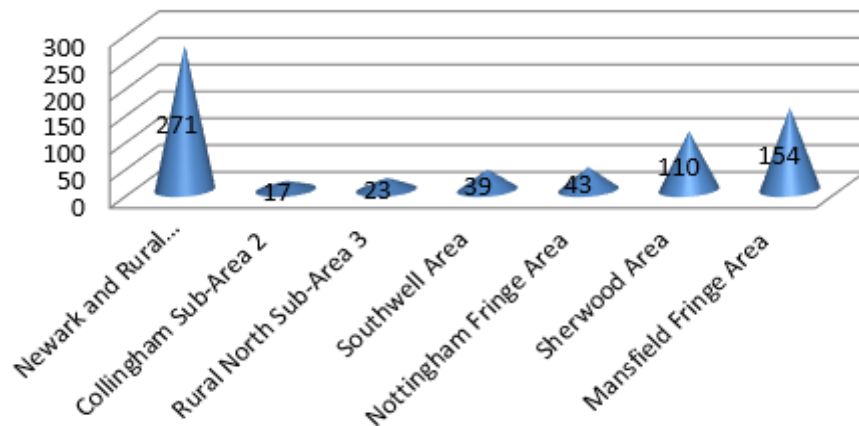 300
250
200
150
100
50
0
271
17
23
39
43
110
154
Newark and Rural...
Collingham Sub-Area 2
Rural North Sub-Area 3
Southwell Area
Nottingham Fringe Area
Sherwood Area
Mansfield Fringe Area